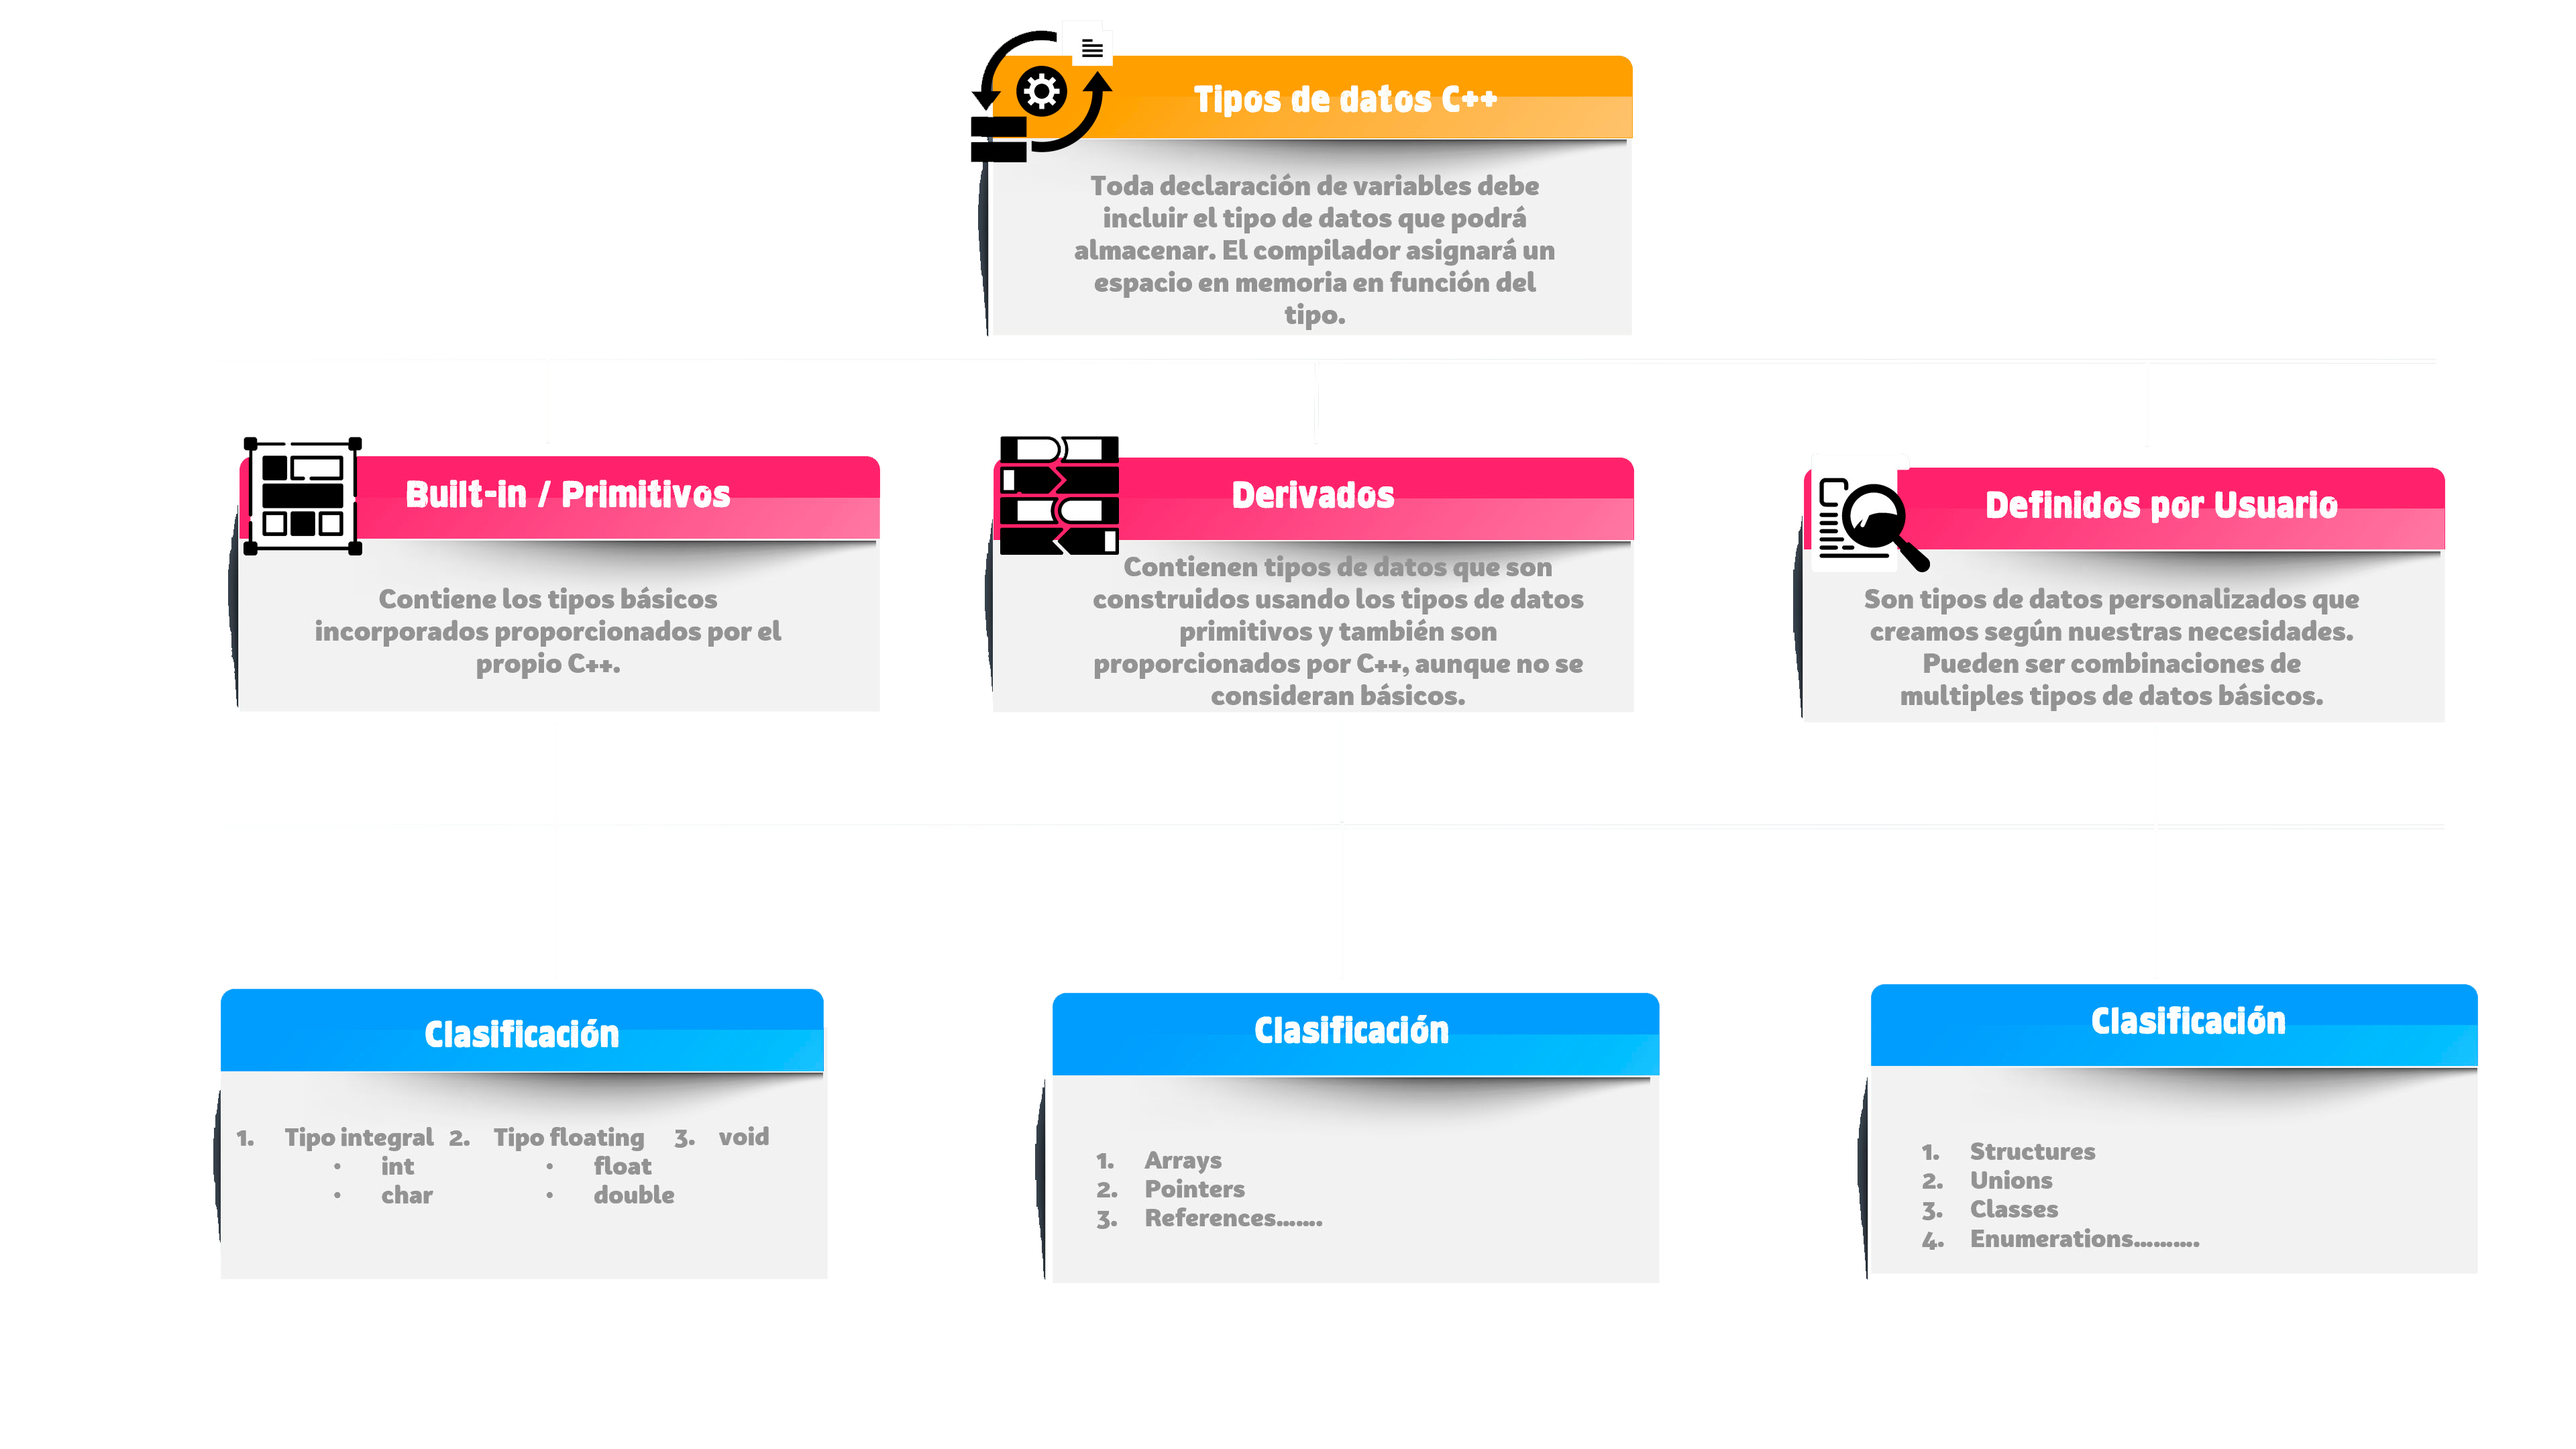 Tipos de datos C++
Toda declaración de variables debe
incluir el tipo de datos que podrá
almacenar. El compilador asignará un
espacio en memoria en función del
tipo.
Built-in / Primitivos
Contiene los tipos básicos
incorporados proporcionados por el
propio C++.
Derivados
Contienen tipos de datos que son
construidos usando los tipos de datos
primitivos y también son
proporcionados por C++, aunque no se
consideran básicos.
Definidos por Usuario
Son tipos de datos personalizados que
creamos según nuestras necesidades.
Pueden ser combinaciones de
multiples tipos de datos básicos.
Clasificación
1. Tipo integral
• int
• char
2. Tipo floating
• float
• double
3. void
Clasificación
1. Arrays
2. Pointers
3. References.......
Clasificación
1. Structures
2. Unions
3. Classes
4. Enumerations..........